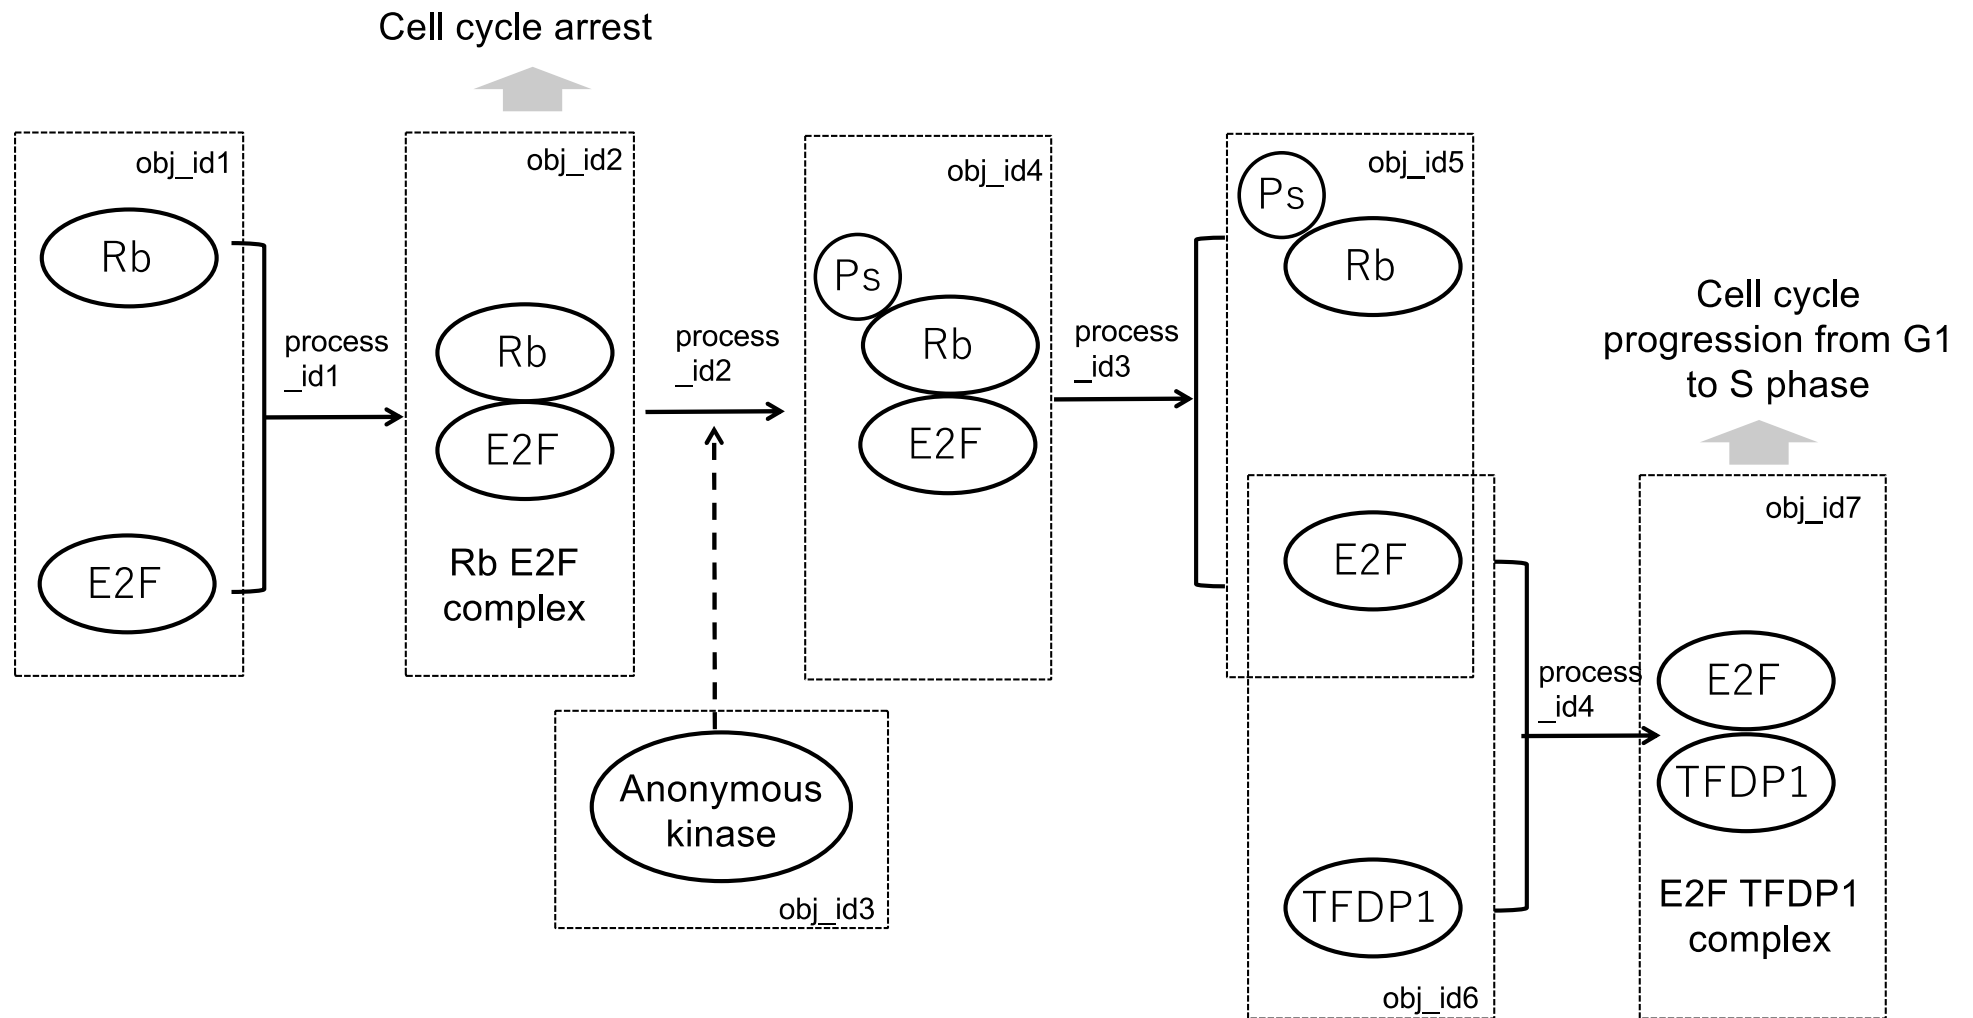 Cell cycle arrest
obj_id1
Rb
E2F
process
_id1
obj_id2
Rb
E2F
Rb E2F
complex
process
_id2
Anonymous
kinase
obj_id3
obj_id4
Ps
Rb
E2F
process
_id3
obj_id5
Ps
Rb
E2F
TFDP1
obj_id6
process
_id4
Cell cycle
progression from G1
to S phase
obj_id7
E2F
TFDP1
E2F TFDP1
complex